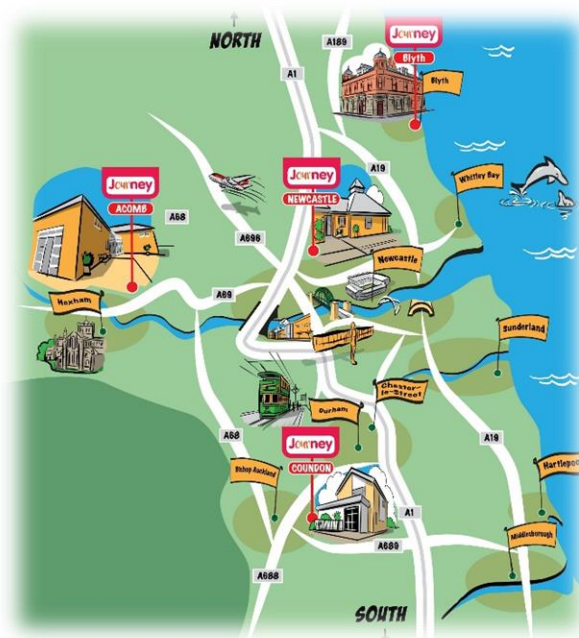 NORTH
A189
Journey
Blyth
Blyth
A1
Journey
ACOMB
A68
Journey
NEWCASTLE
A19
Whitley Bay
A696
Newcastle
Hexham
A69
Sunderland
Chester-
le-Street
Durham
A68
Journey
COUNDON
Bishop Auckland
A19
Hartlepool
A1
Middlesborough
A688
A689
SOUTH